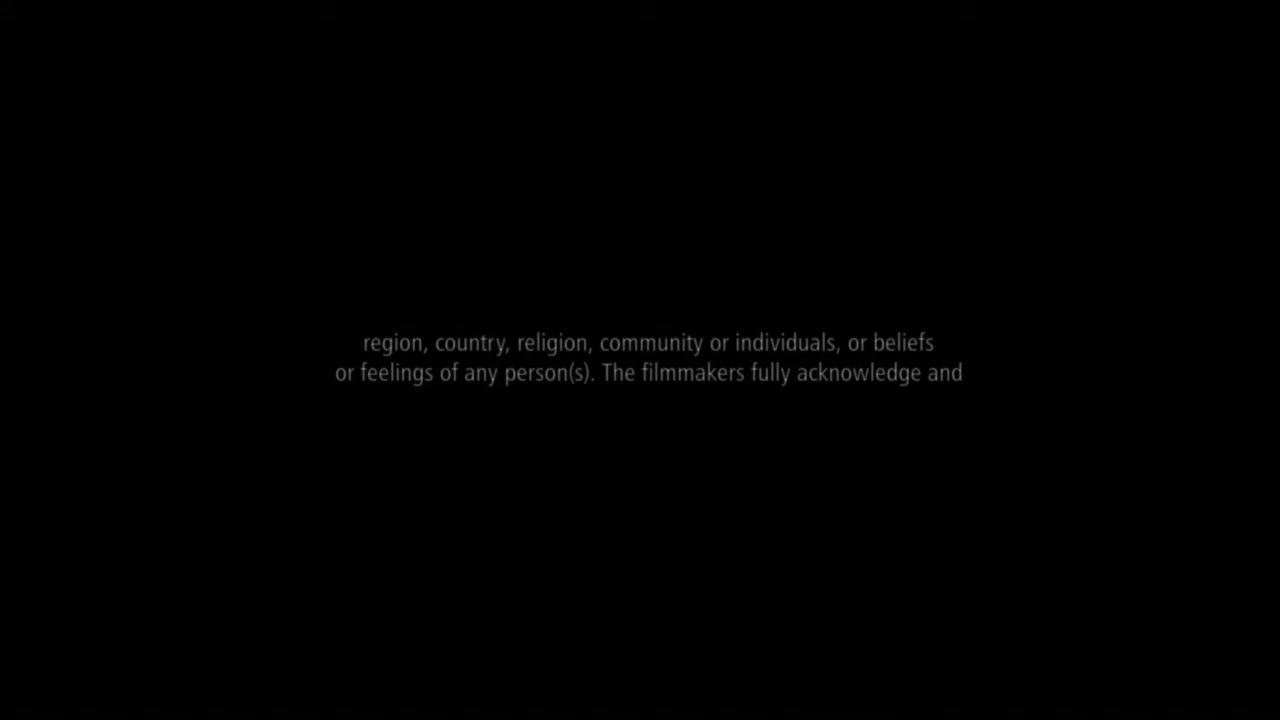 region, country, religion, community or individuals, or beliefs
or feelings of any person(s). The filmmakers fully acknowledge and